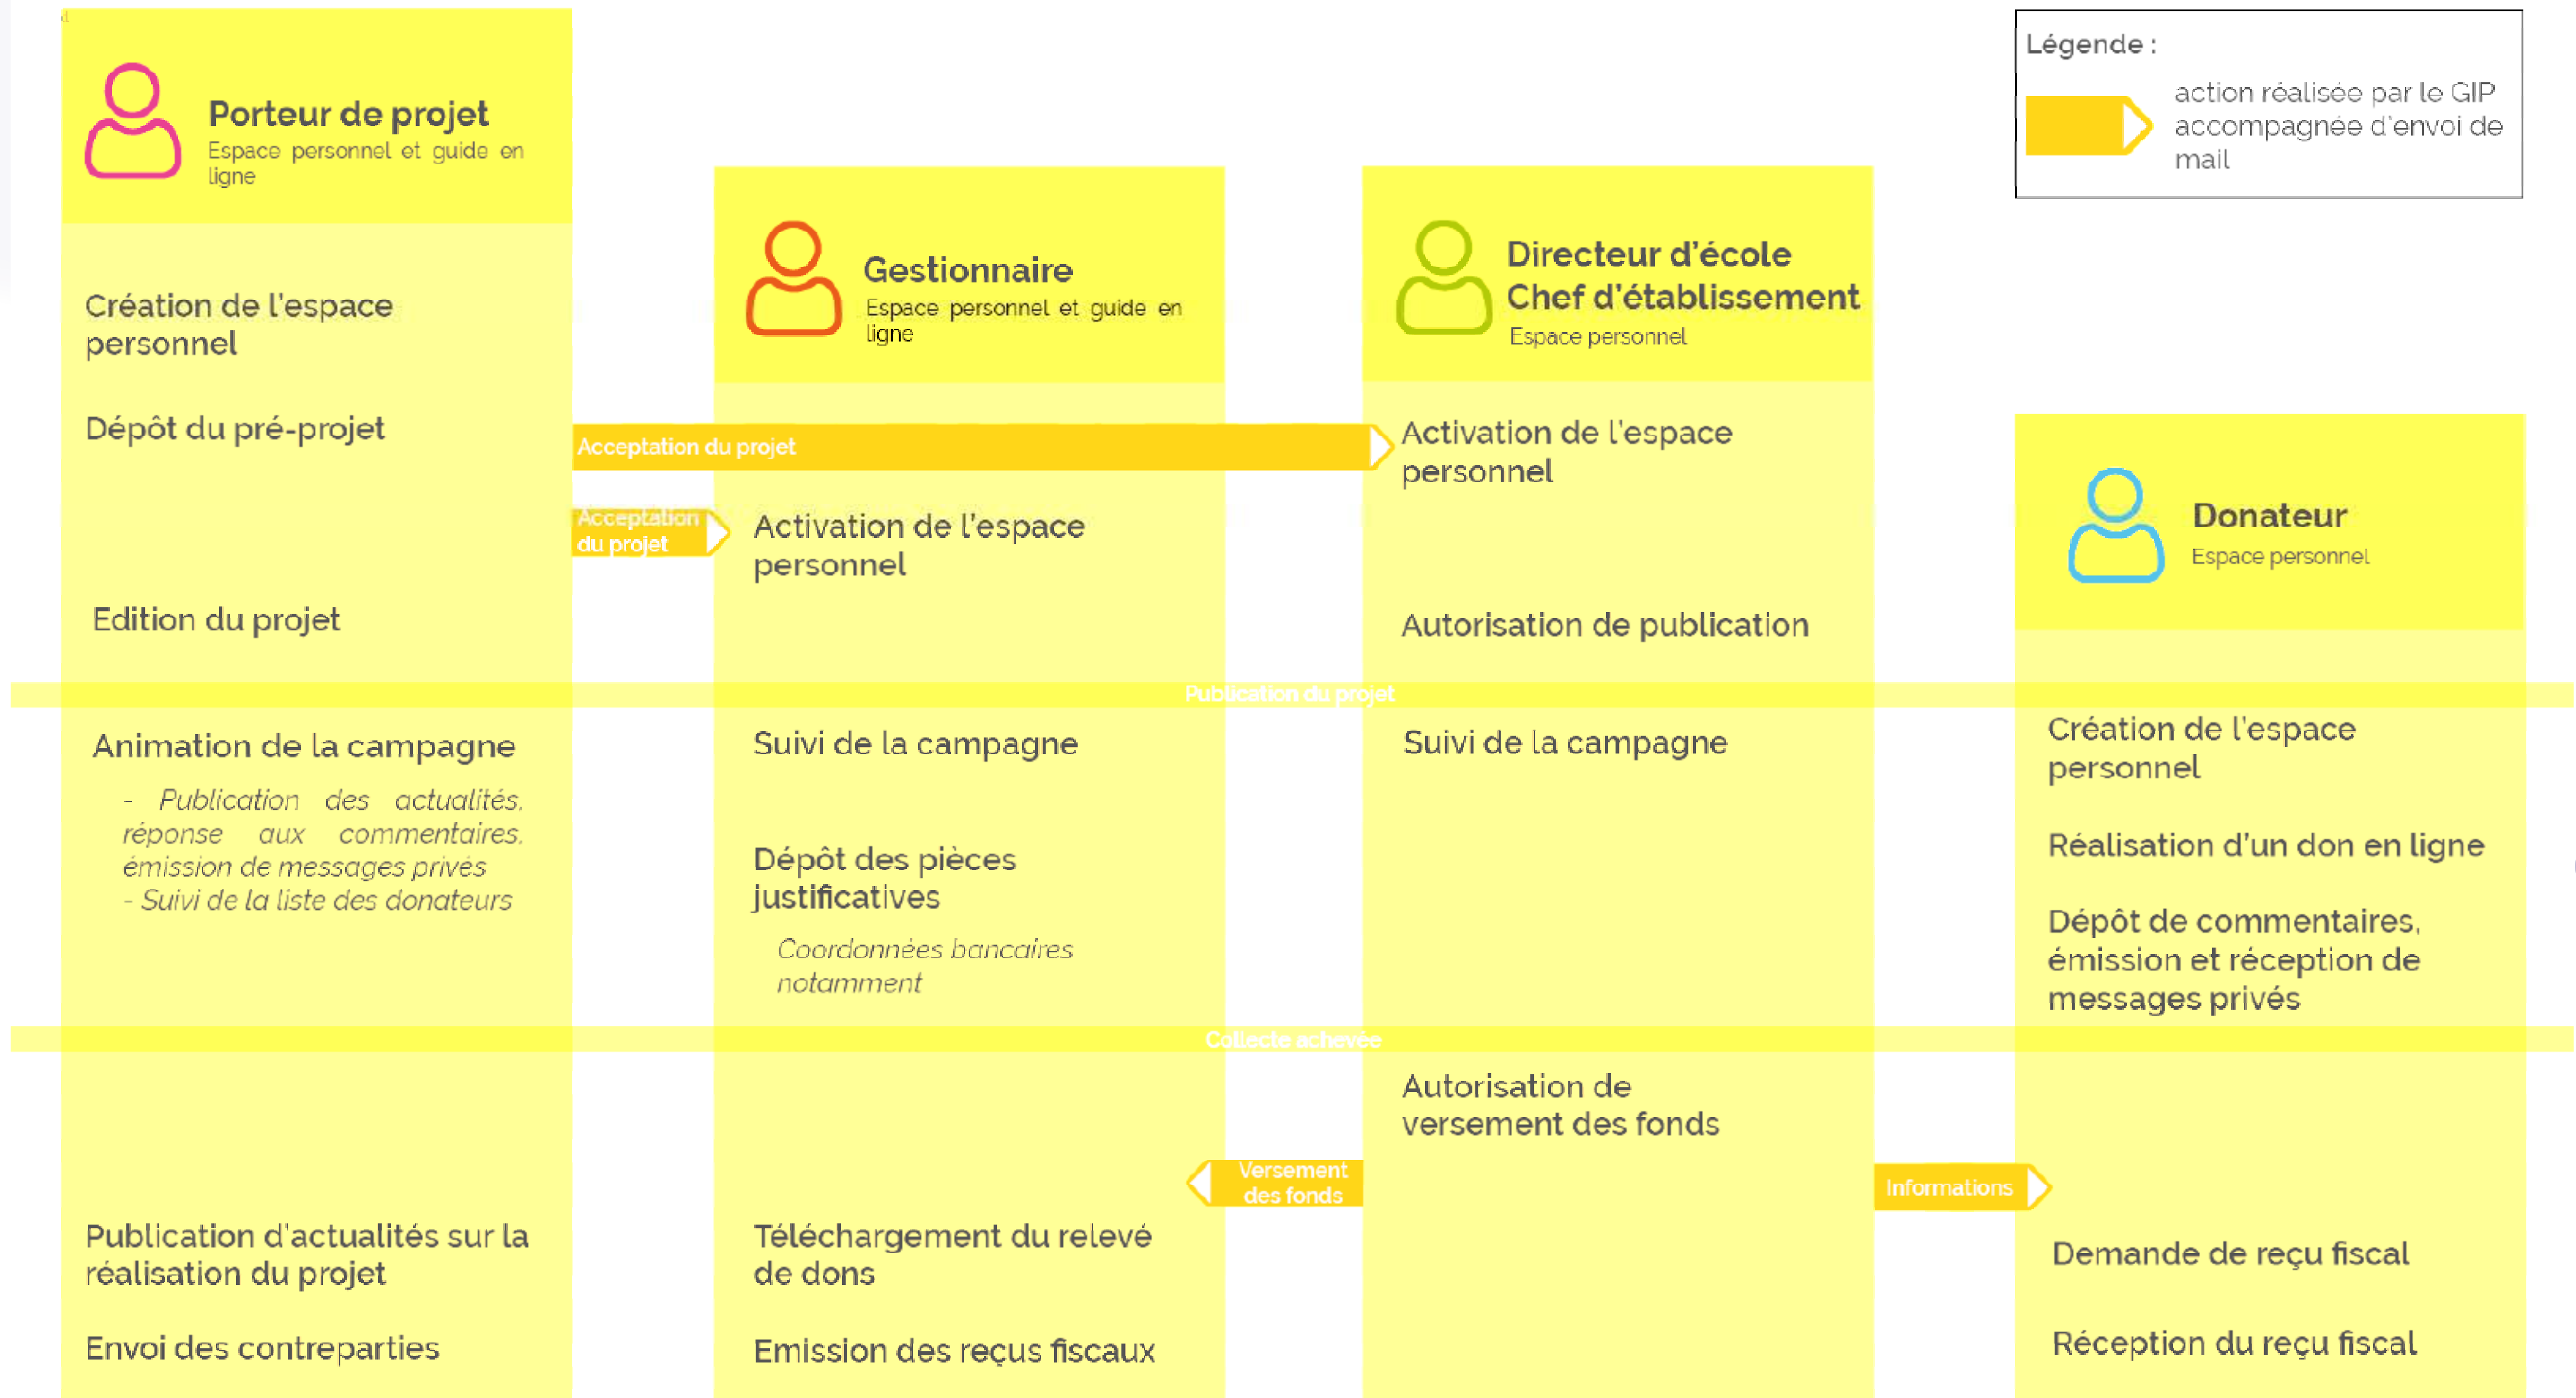 Porteur de projet
Espace personnel et guide en
ligne
Création de l'espace
personnel
Dépôt du pré-projet
Edition du projet
Animation de la campagne
- Publication des actualités,
réponse aux commentaires,
émission de messages privés
- Suivi de la liste des donateurs
Publication d'actualités sur la
réalisation du projet
Envoi des contreparties
Acceptation du projet
Acceptation
du projet
Gestionnaire
Espace personnel et guide en
ligne
Activation de l'espace
personnel
Suivi de la campagne
Dépôt des pièces
justificatives
Coordonnées bancaires
notamment
Téléchargement du relevé
de dons
Emission des reçus fiscaux
Publication du projet
Collecte achevée
Versement
des fonds
Directeur d'école
Chef d'établissement
Espace personnel
Activation de l'espace
personnel
Autorisation de publication
Suivi de la campagne
Autorisation de
versement des fonds
Informations
Légende :
action réalisée par le GIP
accompagnée d'envoi de
mail
Donateur
Espace personnel
Création de l'espace
personnel
Réalisation d'un don en ligne
Dépôt de commentaires,
émission et réception de
messages privés
Demande de reçu fiscal
Réception du reçu fiscal